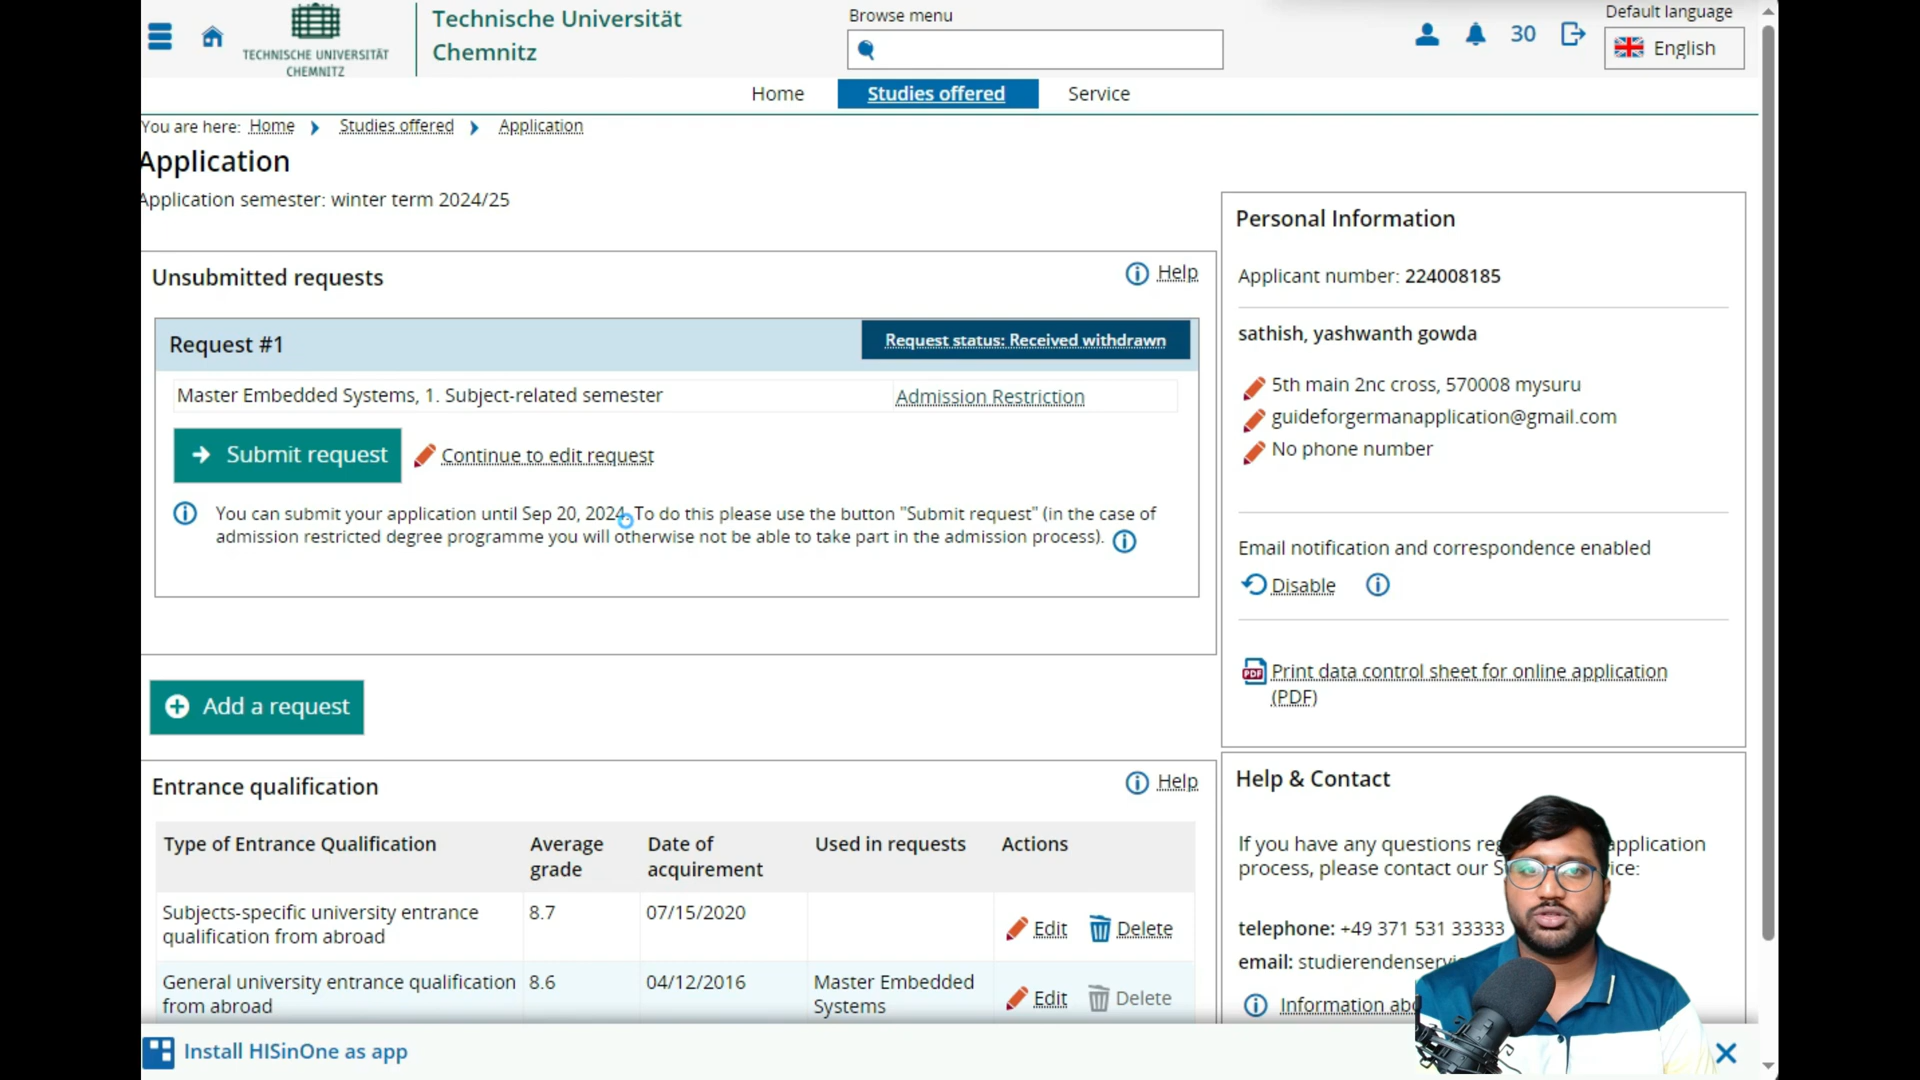 TECHNISCHE UNIVERSITÄT
CHEMNITZ
Technische Universität
Chemnitz
Browse menu
30
Default language
English
Home
Studies offered
Service
You are here: Home
Studies offered
Application
Application
Application semester: winter term 2024/25
Unsubmitted requests
Help
Request #1
Request status: Received withdrawn
Master Embedded Systems, 1. Subject-related semester
Admission Restriction
Submit request
Continue to edit request
You can submit your application until Sep 20, 2024. To do this please use the button "Submit request" (in the case of
admission restricted degree programme you will otherwise not be able to take part in the admission process).
Add a request
Entrance qualification
Help
Type of Entrance Qualification
Average
grade
Date of
acquirement
Used in requests
Actions
Subjects-specific university entrance
qualification from abroad
8.7
07/15/2020
Edit
Delete
General university entrance qualification
from abroad
8.6
04/12/2016
Master Embedded
Systems
Edit
Delete
Personal Information
Applicant number: 224008185
sathish, yashwanth gowda
5th main 2nc cross, 570008 mysuru
guideforgermanapplication@gmail.com
No phone number
Email notification and correspondence enabled
Disable
PDF
Print data control sheet for online application
(PDF)
Help & Contact
If you have any questions application
process, please contact our
telephone: +49 371 531 33333
email:
Information
Install HISinOne as app